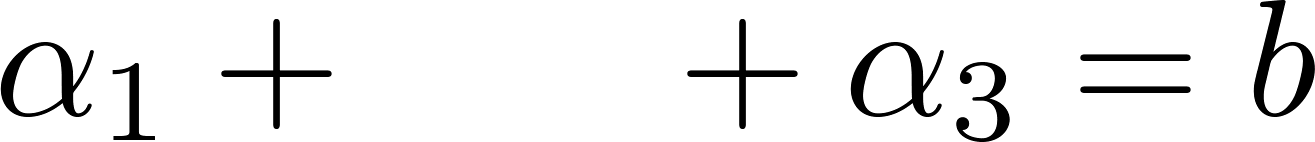 α₁ + + α₃ = b